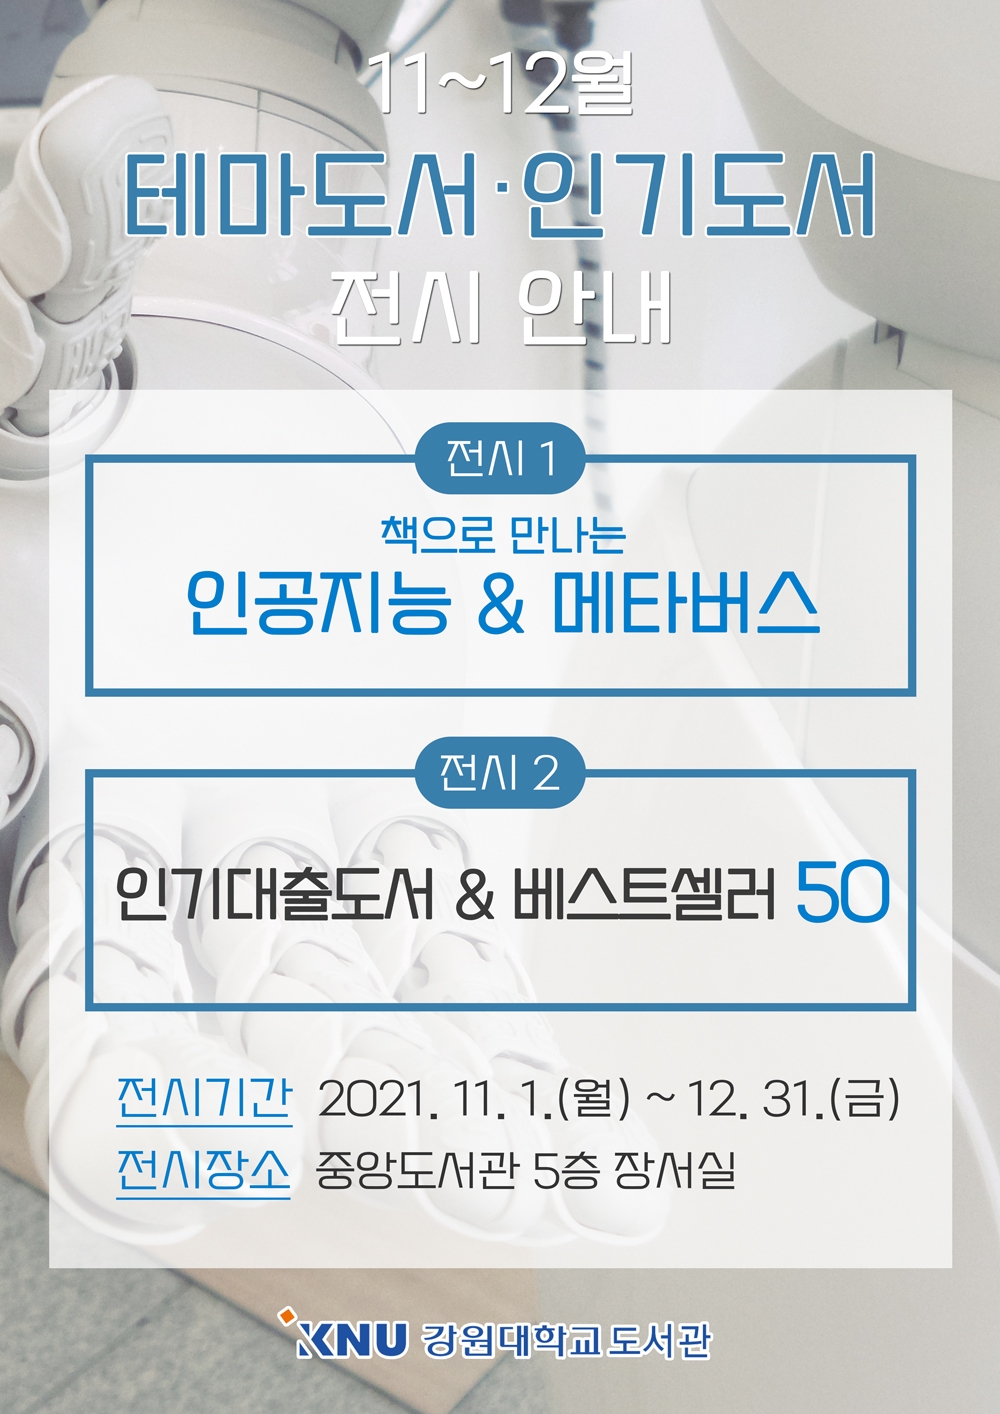 11~12월
테마도서·인기도서
전시 안내
전시 1
책으로 만나는
인공지능 & 메타버스
전시 2
인기대출도서 & 베스트셀러 50
전시기간 2021. 11. 1.(월) ~ 12. 31.(금)
전시장소 중앙도서관 5층 장서실
KNU 강원대학교도서관